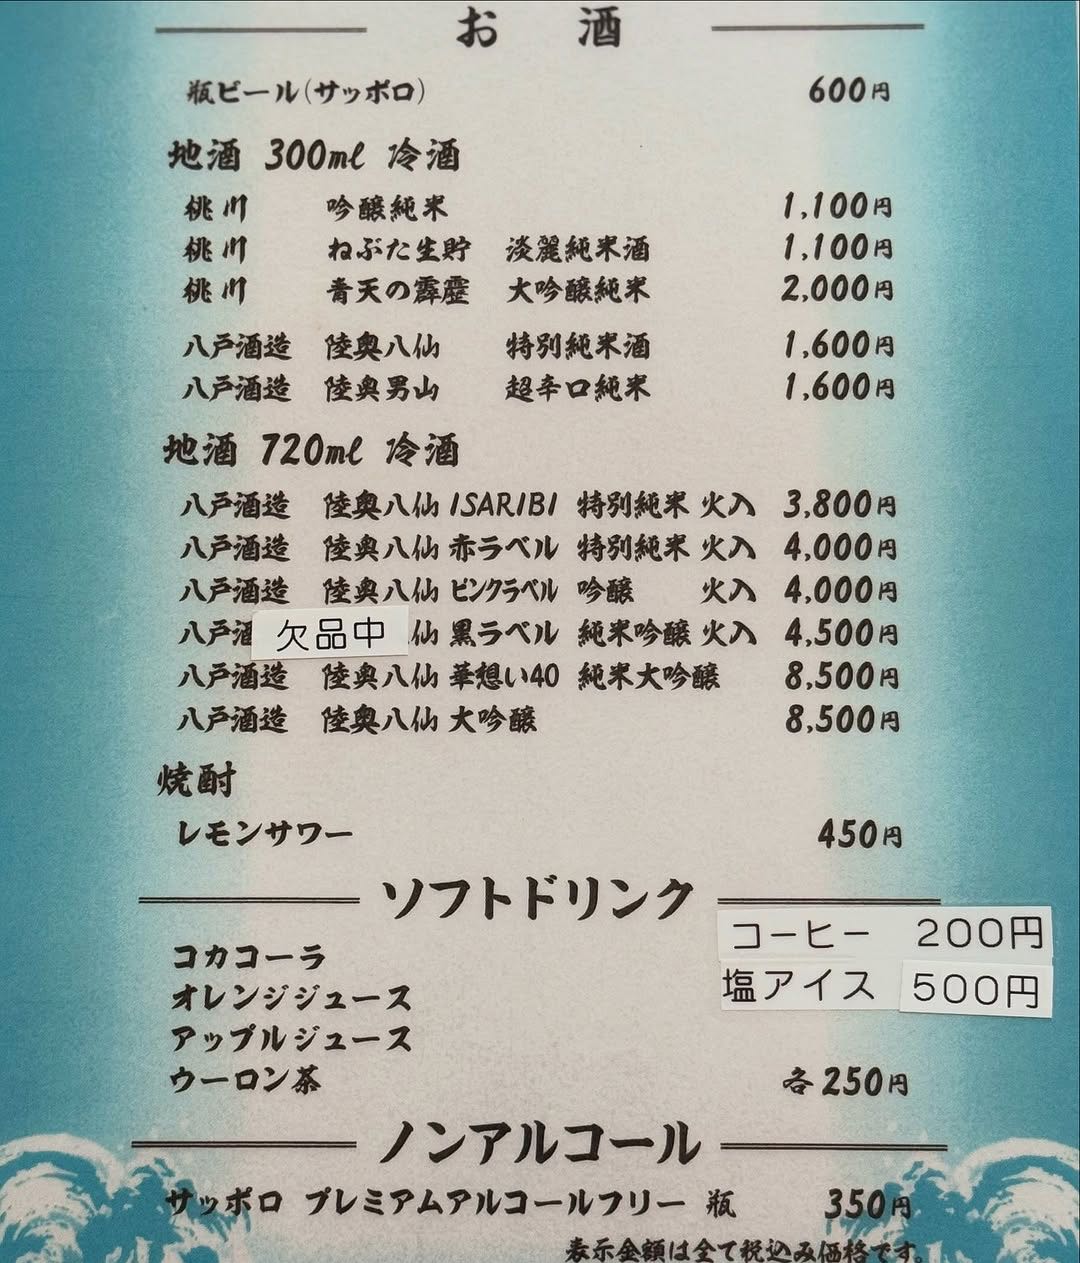 お 酒
瓶ビール(サッポロ) 600円
地酒 300ml 冷酒
桃川 吟醸純米 1,100円
桃川 ねぶた生貯 淡麗純米酒 1,100円
桃川 青天の霹靂 大吟醸純米 2,000円
八戸酒造 陸奥八仙 特別純米酒 1,600円
八戸酒造 陸奥男山 超辛口純米 1,600円
地酒 720ml 冷酒
八戸酒造 陸奥八仙 ISARIBI 特別純米 火入 3,800円
八戸酒造 陸奥八仙 赤ラベル 特別純米 火入 4,000円
八戸酒造 陸奥八仙 ピンクラベル 吟醸 火入 4,000円
八戸酒 欠品中 仙 黒ラベル 純米吟醸 火入 4,500円
八戸酒造 陸奥八仙 華想い40 純米大吟醸 8,500円
八戸酒造 陸奥八仙 大吟醸 8,500円
焼酎
レモンサワー 450円
ソフトドリンク
コーヒー 200円
コカコーラ
塩アイス 500円
オレンジジュース
アップルジュース
ウーロン茶 各250円
ノンアルコール
サッポロ プレミアムアルコールフリー 瓶 350円
表示金額は全て税込み価格です。